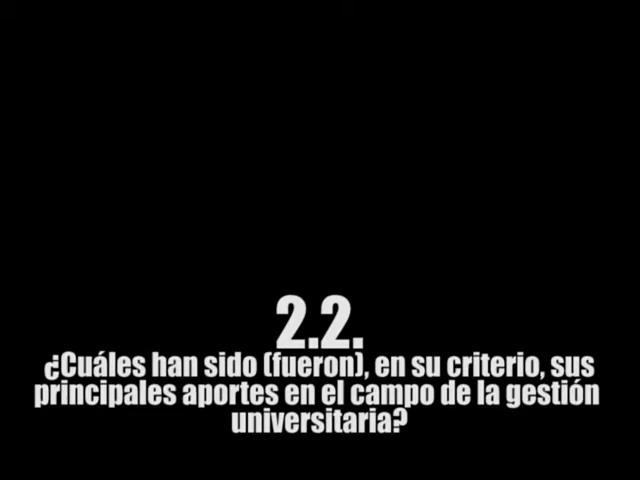 2.2.
¿Cuáles han sido (fueron), en su criterio, sus
principales aportes en el campo de la gestión
universitaria?